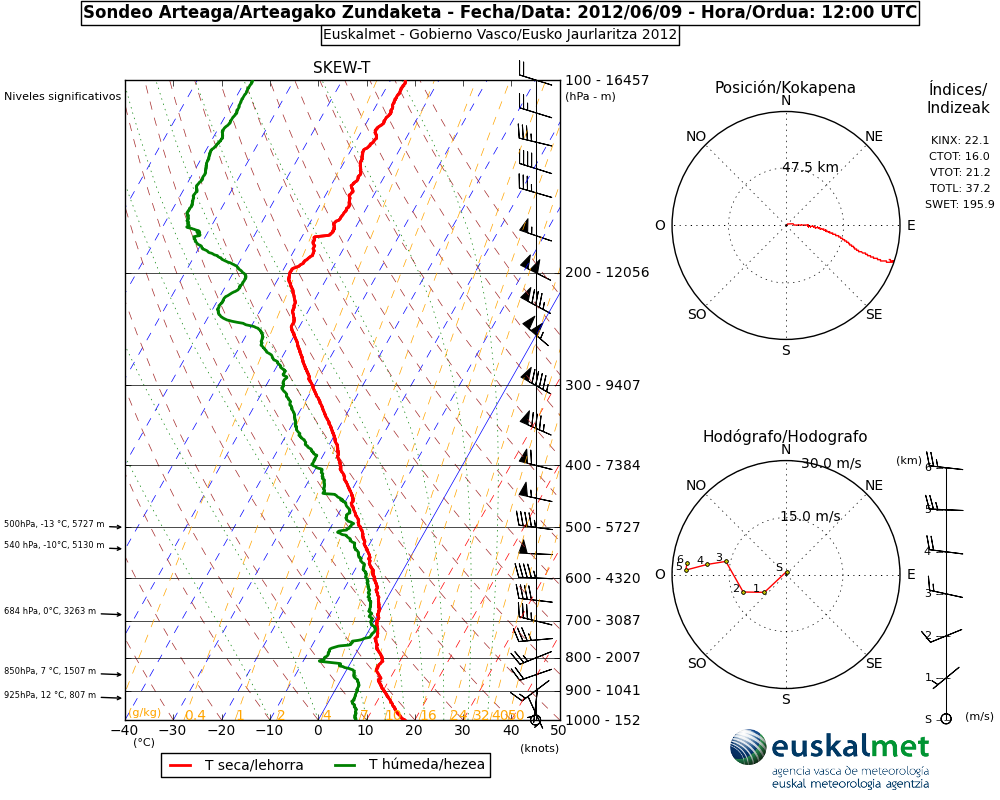 Sondeo Arteaga/Arteagako Zundaketa - Fecha/Data: 2012/06/09 - Hora/Ordua: 12:00 UTC
Euskalmet - Gobierno Vasco/Eusko Jaurlaritza 2012
SKEW-T
Niveles significativos
100 - 16457
(hPa - m)
200 - 12056
300 - 9407
400 - 7384
500 - 5727
600 - 4320
700 - 3087
800 - 2007
900 - 1041
1000 - 152
500hPa, -13 °C, 5727 m
540 hPa, -10°C, 5130 m
684 hPa, 0°C, 3263 m
850hPa, 7 °C, 1507 m
925hPa, 12 °C, 807 m
(g/kg) 0.4 1 2 4 7 10 16 24 32 40 50
−40 −30 −20 −10 0 10 20 30 40 50
(°C)
(knots)
T seca/lehorra
T húmeda/hezea
Posición/Kokapena
N
NO NE
47.5 km
O E
SO SE
S
Índices/
Indizeak
KINX: 22.1
CTOT: 16.0
VTOT: 21.2
TOTL: 37.2
SWET: 195.9
Hodógrafo/Hodografo
N
30.0 m/s
NO NE
15.0 m/s
O E
6 5 4 3 2 1 S
SO SE
S
(km)
6
5
4
3
2
1
S
(m/s)
euskalmet
agencia vasca de meteorología
euskal meteorologia agentzia